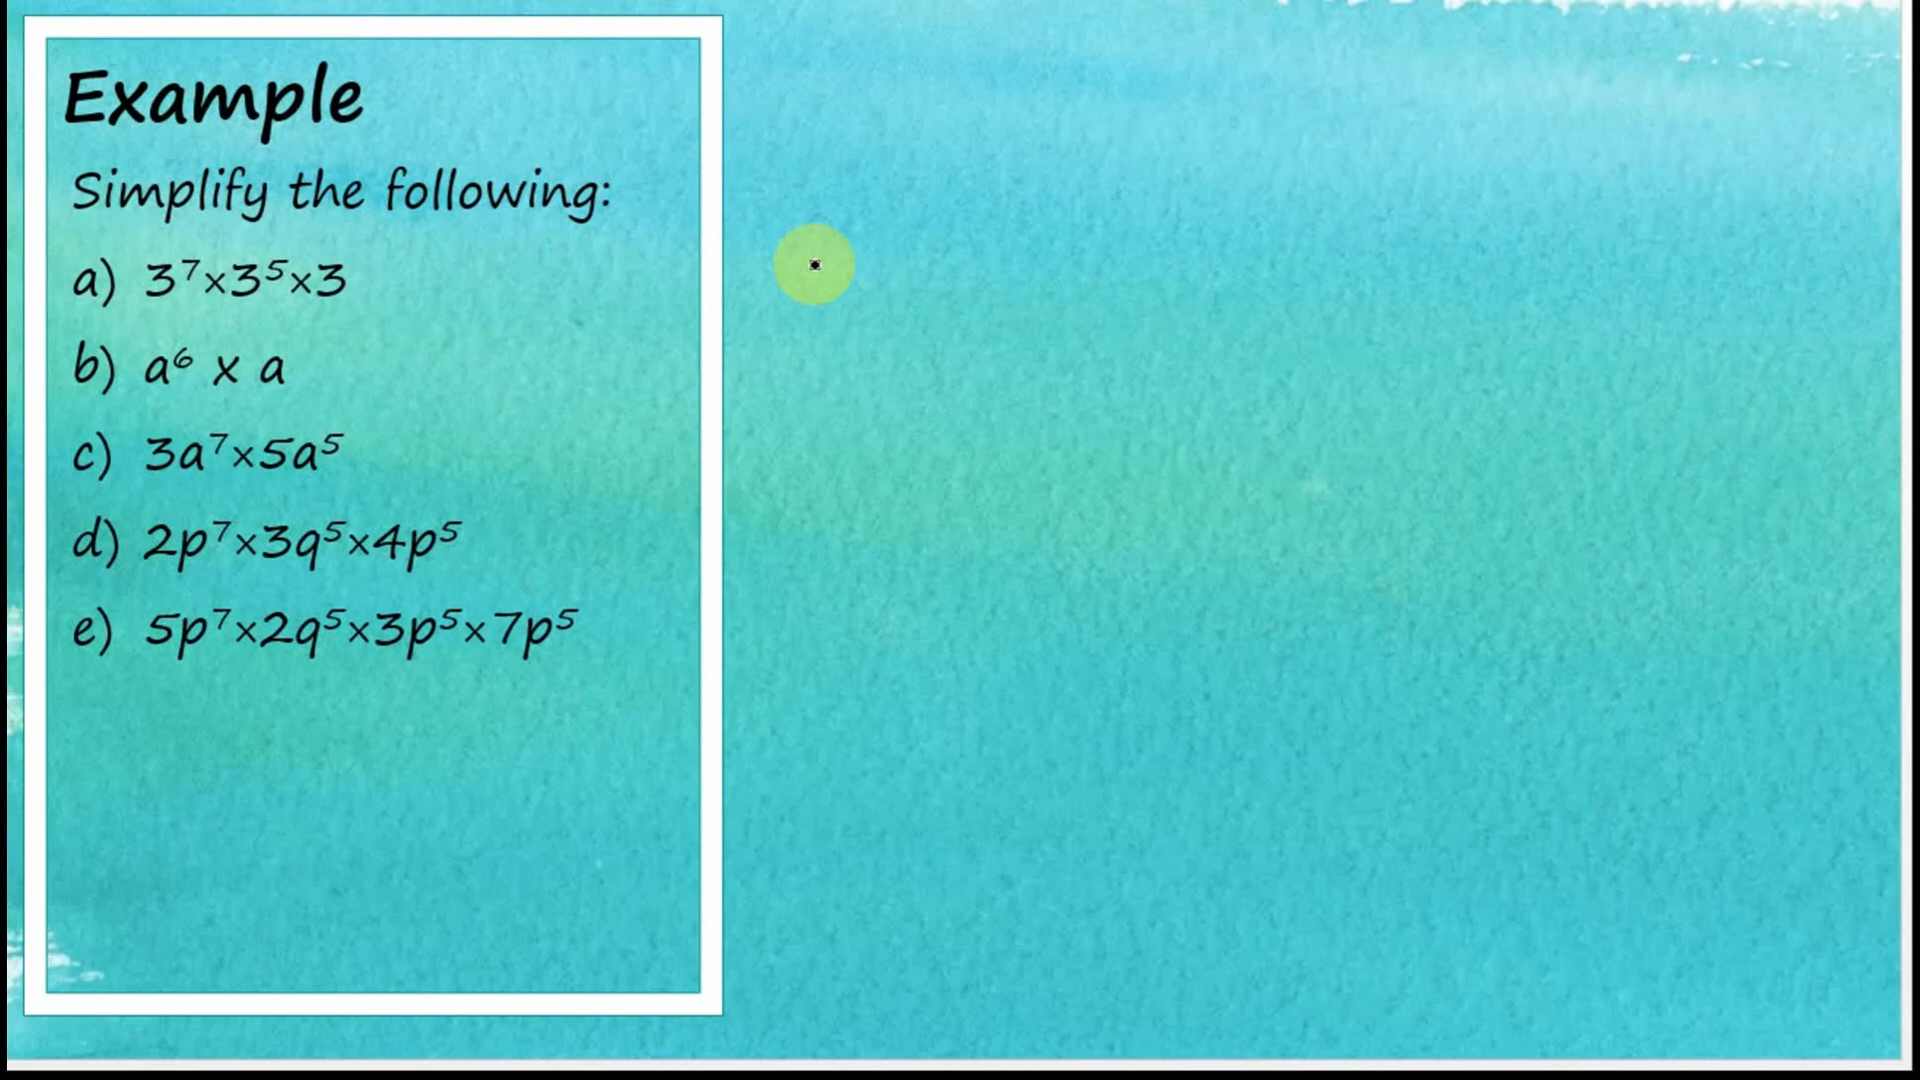 Example
Simplify the following:
a) 3⁷×3⁵×3
b) a⁶ x a
c) 3a⁷×5a⁵
d) 2p⁷×3q⁵×4p⁵
e) 5p⁷×2q⁵×3p⁵×7p⁵